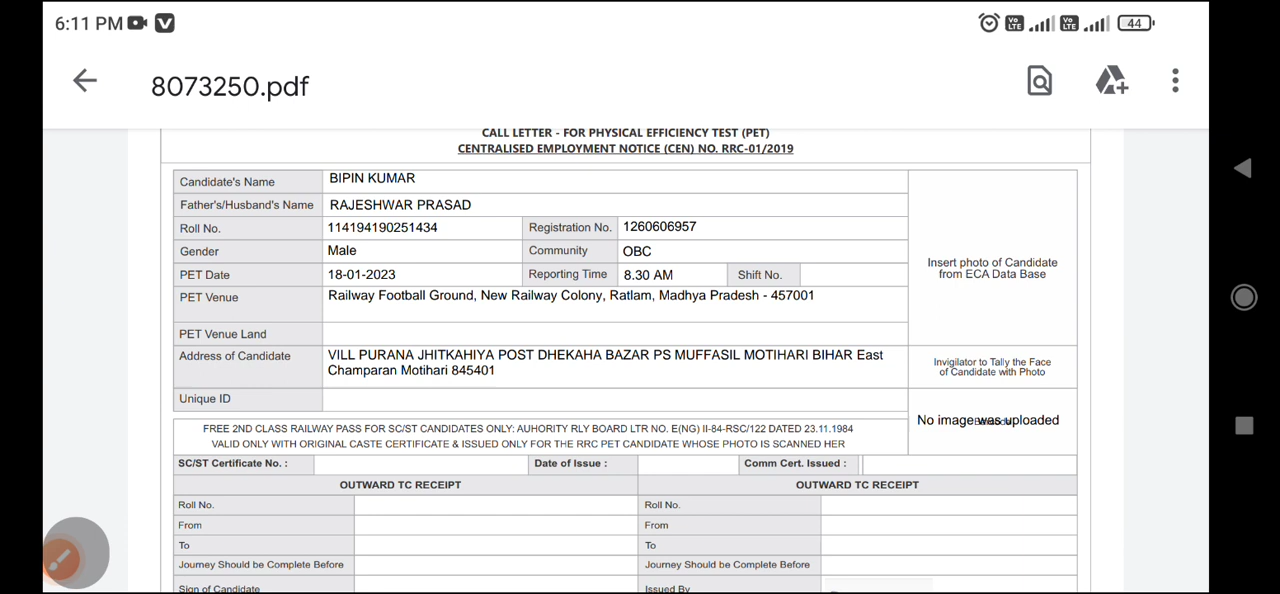 6:11 PM
Vo LTE Vo LTE 44
8073250.pdf
CALL LETTER - FOR PHYSICAL EFFICIENCY TEST (PET)
CENTRALISED EMPLOYMENT NOTICE (CEN) NO. RRC-01/2019
Candidate's Name BIPIN KUMAR
Father's/Husband's Name RAJESHWAR PRASAD
Roll No. 114194190251434 Registration No. 1260606957
Gender Male Community OBC
Insert photo of Candidate
from ECA Data Base
PET Date 18-01-2023 Reporting Time 8.30 AM Shift No.
PET Venue Railway Football Ground, New Railway Colony, Ratlam, Madhya Pradesh - 457001
PET Venue Land
Address of Candidate VILL PURANA JHITKAHIYA POST DHEKAHA BAZAR PS MUFFASIL MOTIHARI BIHAR East
Champaran Motihari 845401
Invigilator to Tally the Face
of Candidate with Photo
Unique ID
No image was uploaded
FREE 2ND CLASS RAILWAY PASS FOR SC/ST CANDIDATES ONLY: AUHORITY RLY BOARD LTR NO. E(NG) II-84-RSC/122 DATED 23.11.1984
VALID ONLY WITH ORIGINAL CASTE CERTIFICATE & ISSUED ONLY FOR THE RRC PET CANDIDATE WHOSE PHOTO IS SCANNED HER
SC/ST Certificate No. : Date of Issue : Comm Cert. Issued :
OUTWARD TC RECEIPT OUTWARD TC RECEIPT
Roll No. Roll No.
From From
To To
Journey Should be Complete Before Journey Should be Complete Before
Sign of Candidate Issued By